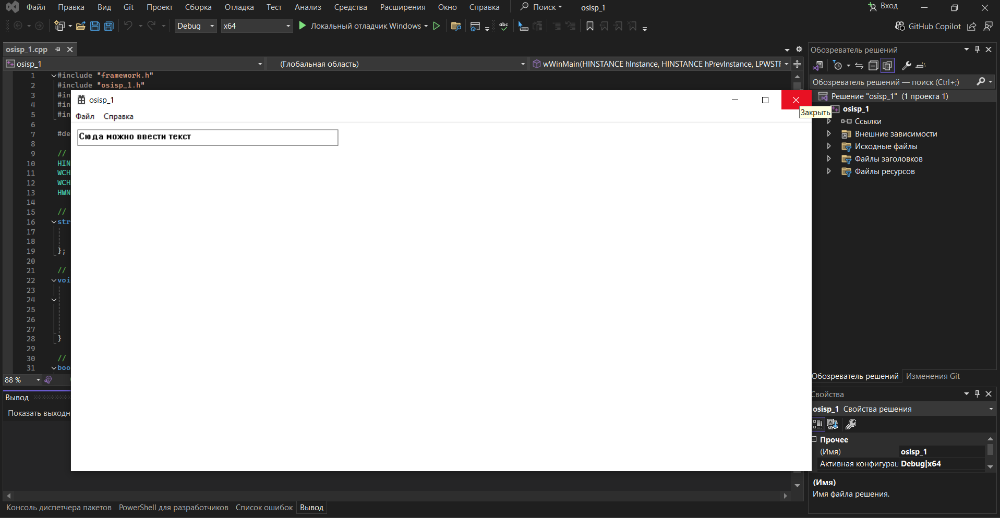 Файл Правка Вид Git Проект Сборка Отладка Тест Анализ Средства Расширения Окно Справка Поиск osisp_1 Вход
Debug x64 Локальный отладчик Windows abc GitHub Copilot
osisp_1.cpp
osisp_1 (Глобальная область) wWinMain(HINSTANCE hInstance, HINSTANCE hPrevInstance, LPWSTF
1 #include "framework.h"
2 #include "osisp_1.h"
3 #in
4 #in
5 #in
6
7 #de
8
9 //
10 HIN
11 WCH
12 WCH
13 HWN
14
15 //
16 str
17
18
19 };
20
21 //
22 voi
23
24
25
26
27
28 }
29
30 //
31 boo
88 %
osisp_1
Закрыть
Файл Справка
Сюда можно ввести текст
Вывод
Показать выходн
Консоль диспетчера пакетов PowerShell для разработчиков Список ошибок Вывод
Обозреватель решений
Обозреватель решений — поиск (Ctrl+;)
Решение "osisp_1" (1 проекта 1)
osisp_1
Ссылки
Внешние зависимости
Исходные файлы
Файлы заголовков
Файлы ресурсов
Обозреватель решений Изменения Git
Свойства
osisp_1 Свойства решения
Прочее
(Имя) osisp_1
Активная конфигурац Debug|x64
(Имя)
Имя файла решения.